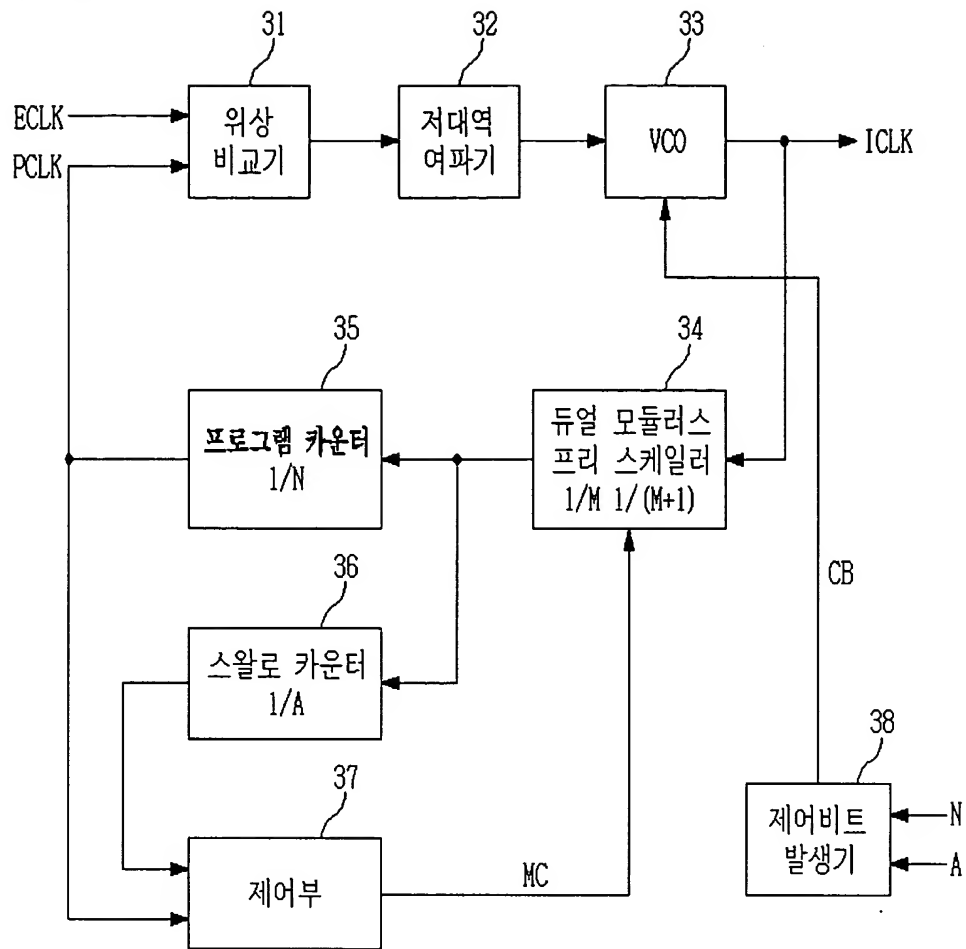 31
32
33
ECLK
PCLK
위상
비교기
저대역
여파기
VCO
ICLK
35
34
프로그램 카운터
1/N
듀얼 모듈러스
프리 스케일러
1/M 1/(M+1)
36
CB
스왈로 카운터
1/A
37
38
제어부
MC
제어비트
발생기
N
A